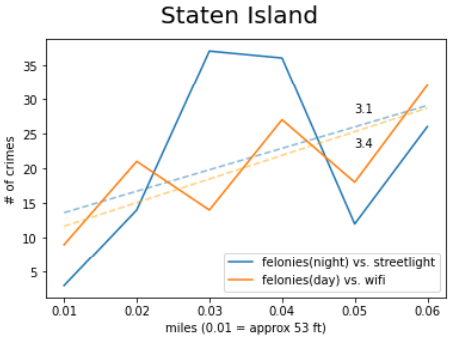 Staten Island
# of crimes
35
30
25
20
15
10
5
3.1
3.4
felonies(night) vs. streetlight
felonies(day) vs. wifi
0.01 0.02 0.03 0.04 0.05 0.06
miles (0.01 = approx 53 ft)